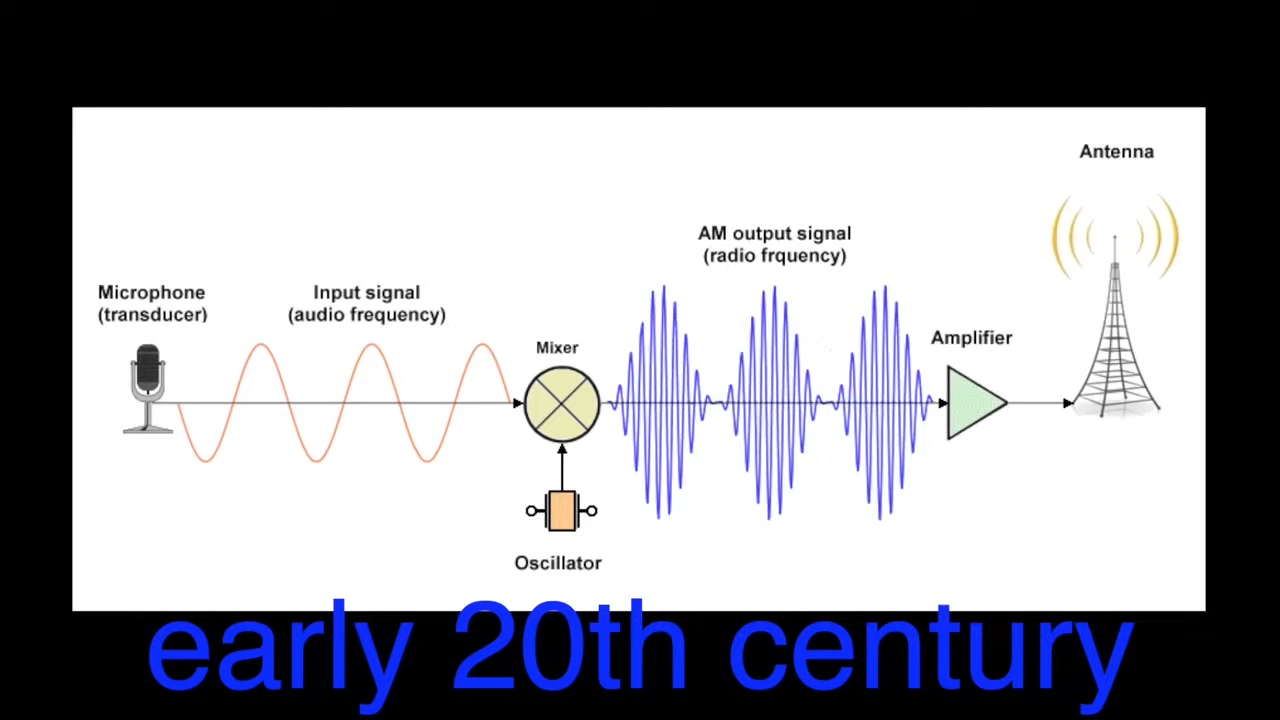 Antenna
AM output signal
(radio frquency)
Microphone
(transducer)
Input signal
(audio frequency)
Mixer
Amplifier
Oscillator
early 20th century